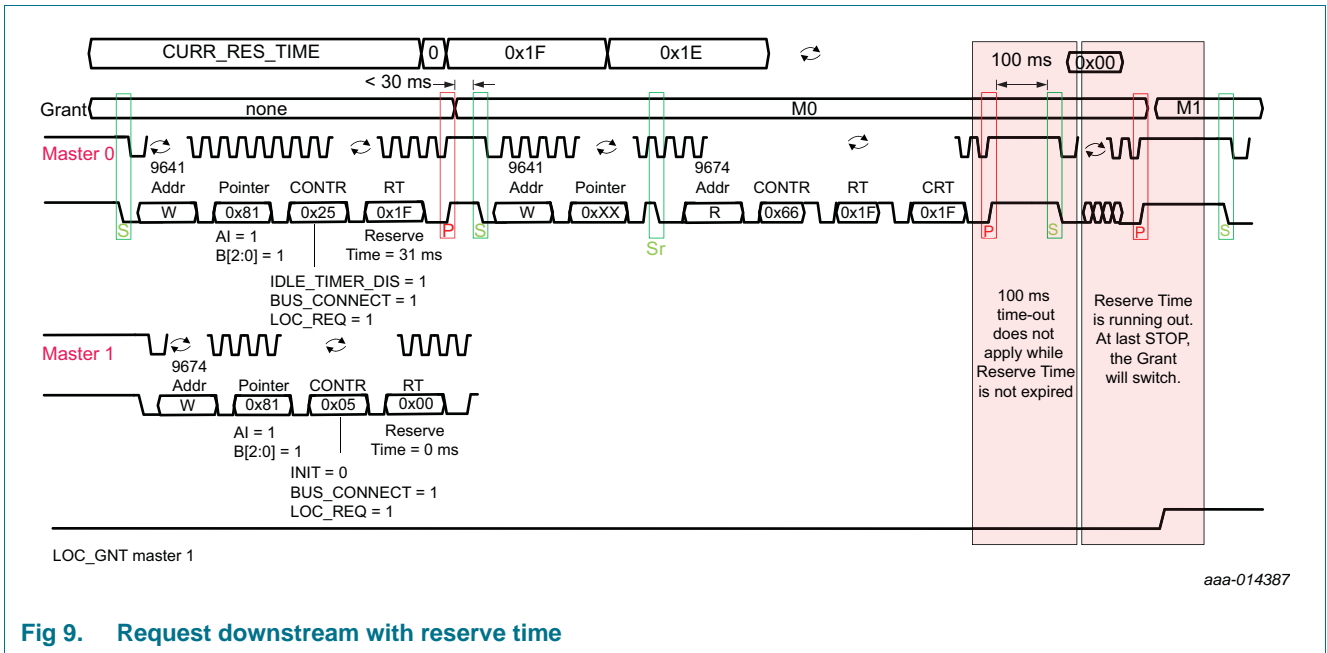 CURR_RES_TIME 0 0x1F 0x1E 100 ms 0x00
< 30 ms
Grant none M0 M1
Master 0
9641 9641 9674
Addr Pointer CONTR RT Addr Pointer Addr CONTR RT CRT
W 0x81 0x25 0x1F W 0xXX R 0x66 0x1F 0x1F
S P S Sr P S P S
AI = 1
B[2:0] = 1
Reserve
Time = 31 ms
IDLE_TIMER_DIS = 1
BUS_CONNECT = 1
LOC_REQ = 1
100 ms
time-out
does not
apply while
Reserve Time
is not expired
Reserve Time
is running out.
At last STOP,
the Grant
will switch.
Master 1
9674
Addr Pointer CONTR RT
W 0x81 0x05 0x00
AI = 1
B[2:0] = 1
Reserve
Time = 0 ms
INIT = 0
BUS_CONNECT = 1
LOC_REQ = 1
LOC_GNT master 1
aaa-014387
Fig 9. Request downstream with reserve time